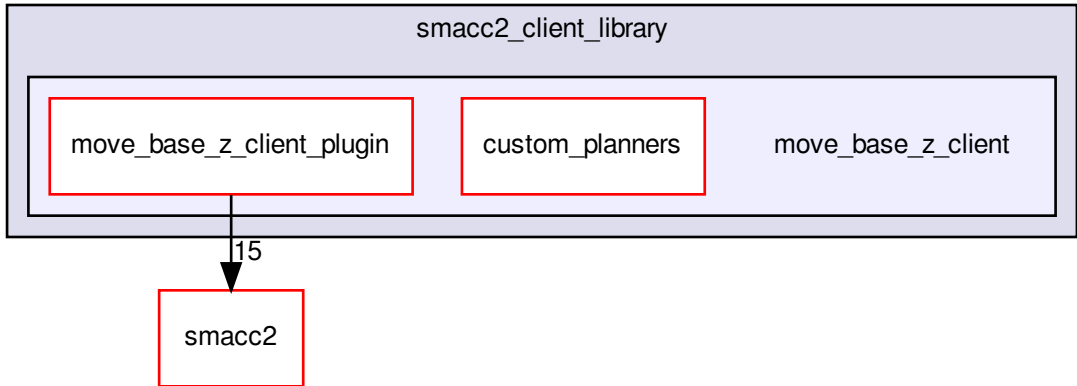 smacc2_client_library
move_base_z_client_plugin
custom_planners
move_base_z_client
15
smacc2